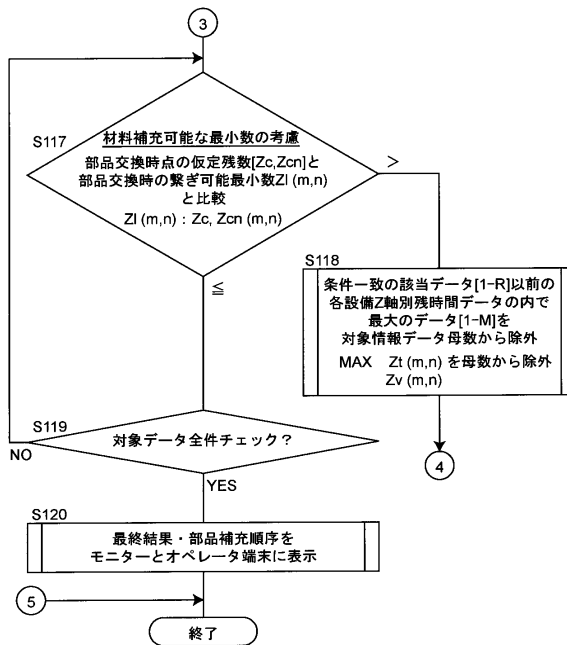 3
S117
材料補充可能な最小数の考慮
部品交換時点の仮定残数[Zc,Zcn]と
部品交換時の繋ぎ可能最小数Zl (m,n)
と比較
Zl (m,n) : Zc, Zcn (m,n)
>
≦
S118
条件一致の該当データ[1-R]以前の
各設備Z軸別残時間データの内で
最大のデータ[1-M]を
対象情報データ母数から除外
MAX Zt (m,n) を母数から除外
Zv (m,n)
4
S119
対象データ全件チェック？
NO
YES
S120
最終結果・部品補充順序を
モニターとオペレータ端末に表示
5
終了